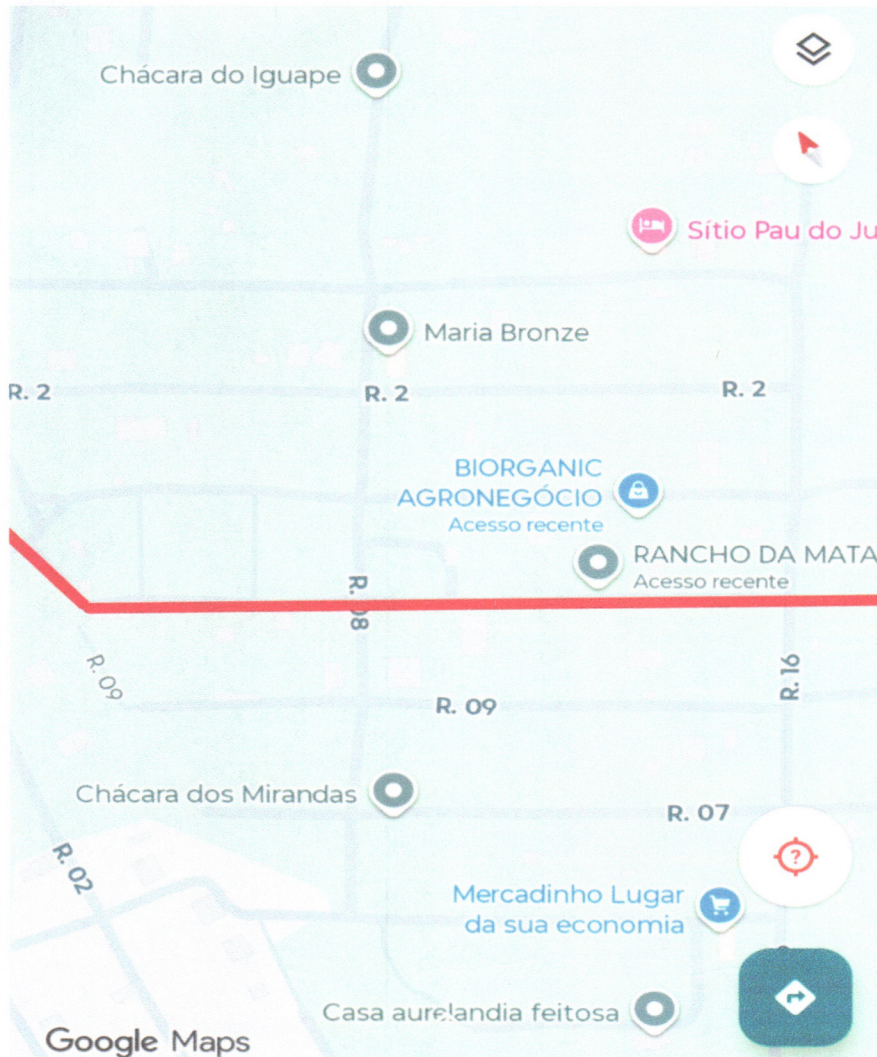 Chácara do Iguape
Sítio Pau do Ju
Maria Bronze
R. 2
R. 2
R. 2
BIORGANIC
AGRONEGÓCIO
Acesso recente
RANCHO DA MATA
Acesso recente
R. 08
R. 09
R. 16
R. 09
Chácara dos Mirandas
R. 07
R. 02
?
Mercadinho Lugar
da sua economia
Casa aurelandia feitosa
Google Maps